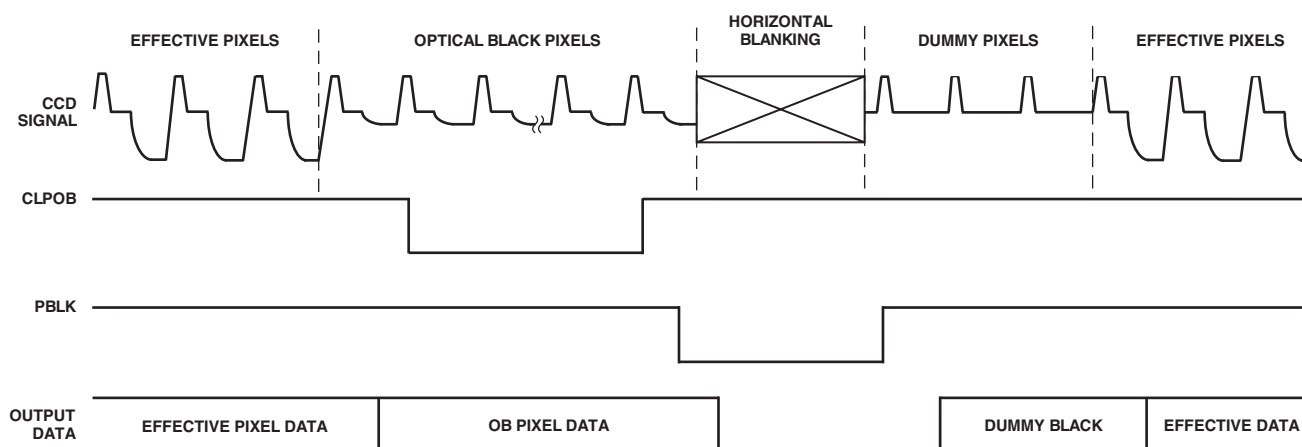 HORIZONTAL
BLANKING
EFFECTIVE PIXELS
OPTICAL BLACK PIXELS
DUMMY PIXELS
EFFECTIVE PIXELS
CCD
SIGNAL
CLPOB
PBLK
OUTPUT
DATA
EFFECTIVE PIXEL DATA
OB PIXEL DATA
DUMMY BLACK
EFFECTIVE DATA